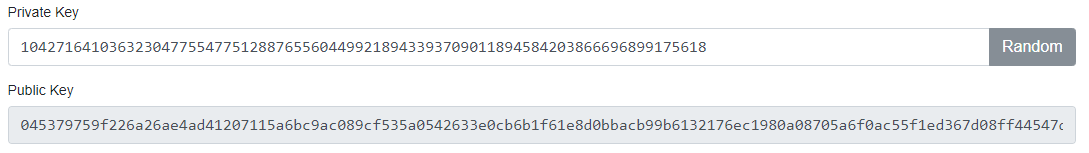 Private Key
104271641036323047755477512887655604499218943393709011894584203866696899175618
Random
Public Key
045379759f226a26ae4ad41207115a6bc9ac089cf535a0542633e0cb6b1f61e8d0bbacb99b6132176ec1980a08705a6f0ac55f1ed367d08ff44547